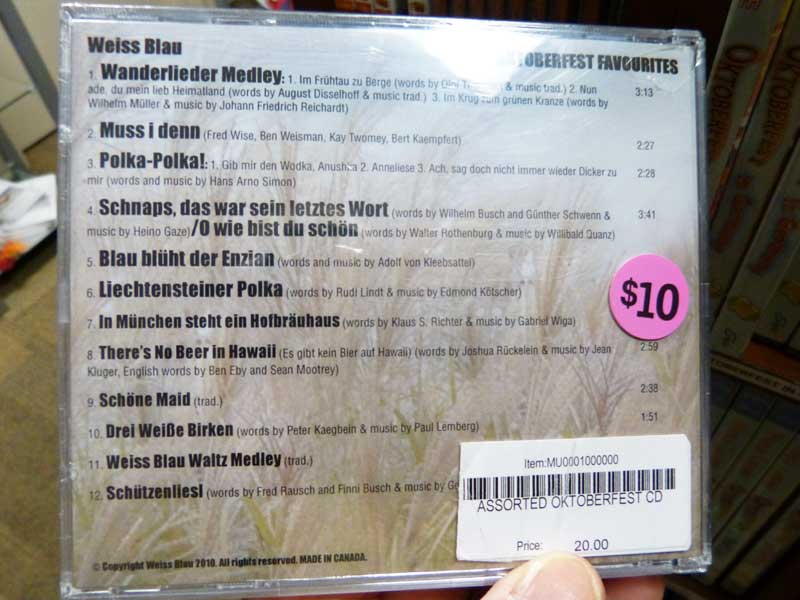 Weiss Blau
OKTOBERFEST FAVOURITES
1. Wanderlieder Medley: 1. Im Frühtau zu Berge (words by & music trad.) 2. Nun
ade, du mein lieb Heimatland (words by August Disselhoff & music trad.) 3. Im Krug zum grünen Kranze (words by
Wilhelm Müller & music by Johann Friedrich Reichardt)
3:13
2. Muss i denn (Fred Wise, Ben Weisman, Kay Twomey, Bert Kaempfert)
2:27
3. Polka-Polka!: 1. Gib mir den Wodka, Anushka 2. Anneliese 3. Ach, sag doch nicht immer wieder Dicker zu
mir (words and music by Hans Arno Simon)
2:28
4. Schnaps, das war sein letztes Wort (words by Wilhelm Busch and Günther Schwenn &
music by Heino Gaze)/O wie bist du schön (words by Walter Rothenburg & music by Willibald Quanz)
3:41
5. Blau blüht der Enzian (words and music by Adolf von Kleebsattel)
6. Liechtensteiner Polka (words by Rudi Lindt & music by Edmond Kötscher)
7. In München steht ein Hofbräuhaus (words by Klaus S. Richter & music by Gabriel Wiga)
$10
8. There's No Beer in Hawaii (Es gibt kein Bier auf Hawaii) (words by Joshua Rückelein & music by Jean
Kluger, English words by Ben Eby and Sean Mootrey)
2:59
9. Schöne Maid (trad.)
2:38
10. Drei Weiße Birken (words by Peter Kaegbein & music by Paul Lemberg)
1:51
11. Weiss Blau Waltz Medley (trad.)
12. Schützenliesl (words by Fred Rausch and Finni Busch & music by
Item:MU0001000000
ASSORTED OKTOBERFEST CD
Price: 20.00
© Copyright Weiss Blau 2010. All rights reserved. MADE IN CANADA.